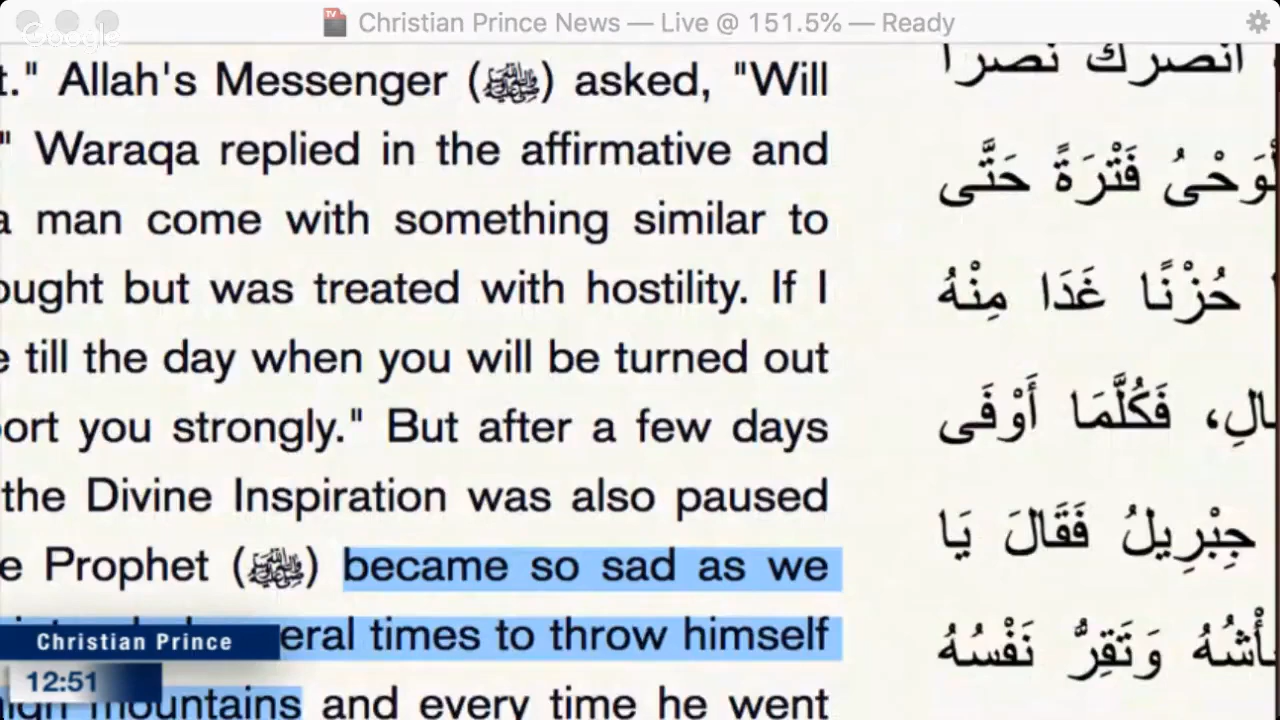 Christian Prince News — Live @ 151.5% — Ready
Google
t." Allah's Messenger (ﷺ) asked, "Will
" Waraqa replied in the affirmative and
a man come with something similar to
ought but was treated with hostility. If I
e till the day when you will be turned out
port you strongly." But after a few days
the Divine Inspiration was also paused
e Prophet (ﷺ) became so sad as we
eral times to throw himself
high mountains and every time he went
أنصرك نصرا
الْوَحْىُ فَتْرَةً حَتَّى
حُزْنًا غَدَا مِنْهُ
فَكُلَّمَا أَوْفَى
جِبْرِيلُ فَقَالَ يَا
وَتَقِرُّ نَفْسُهُ
Christian Prince
12:51